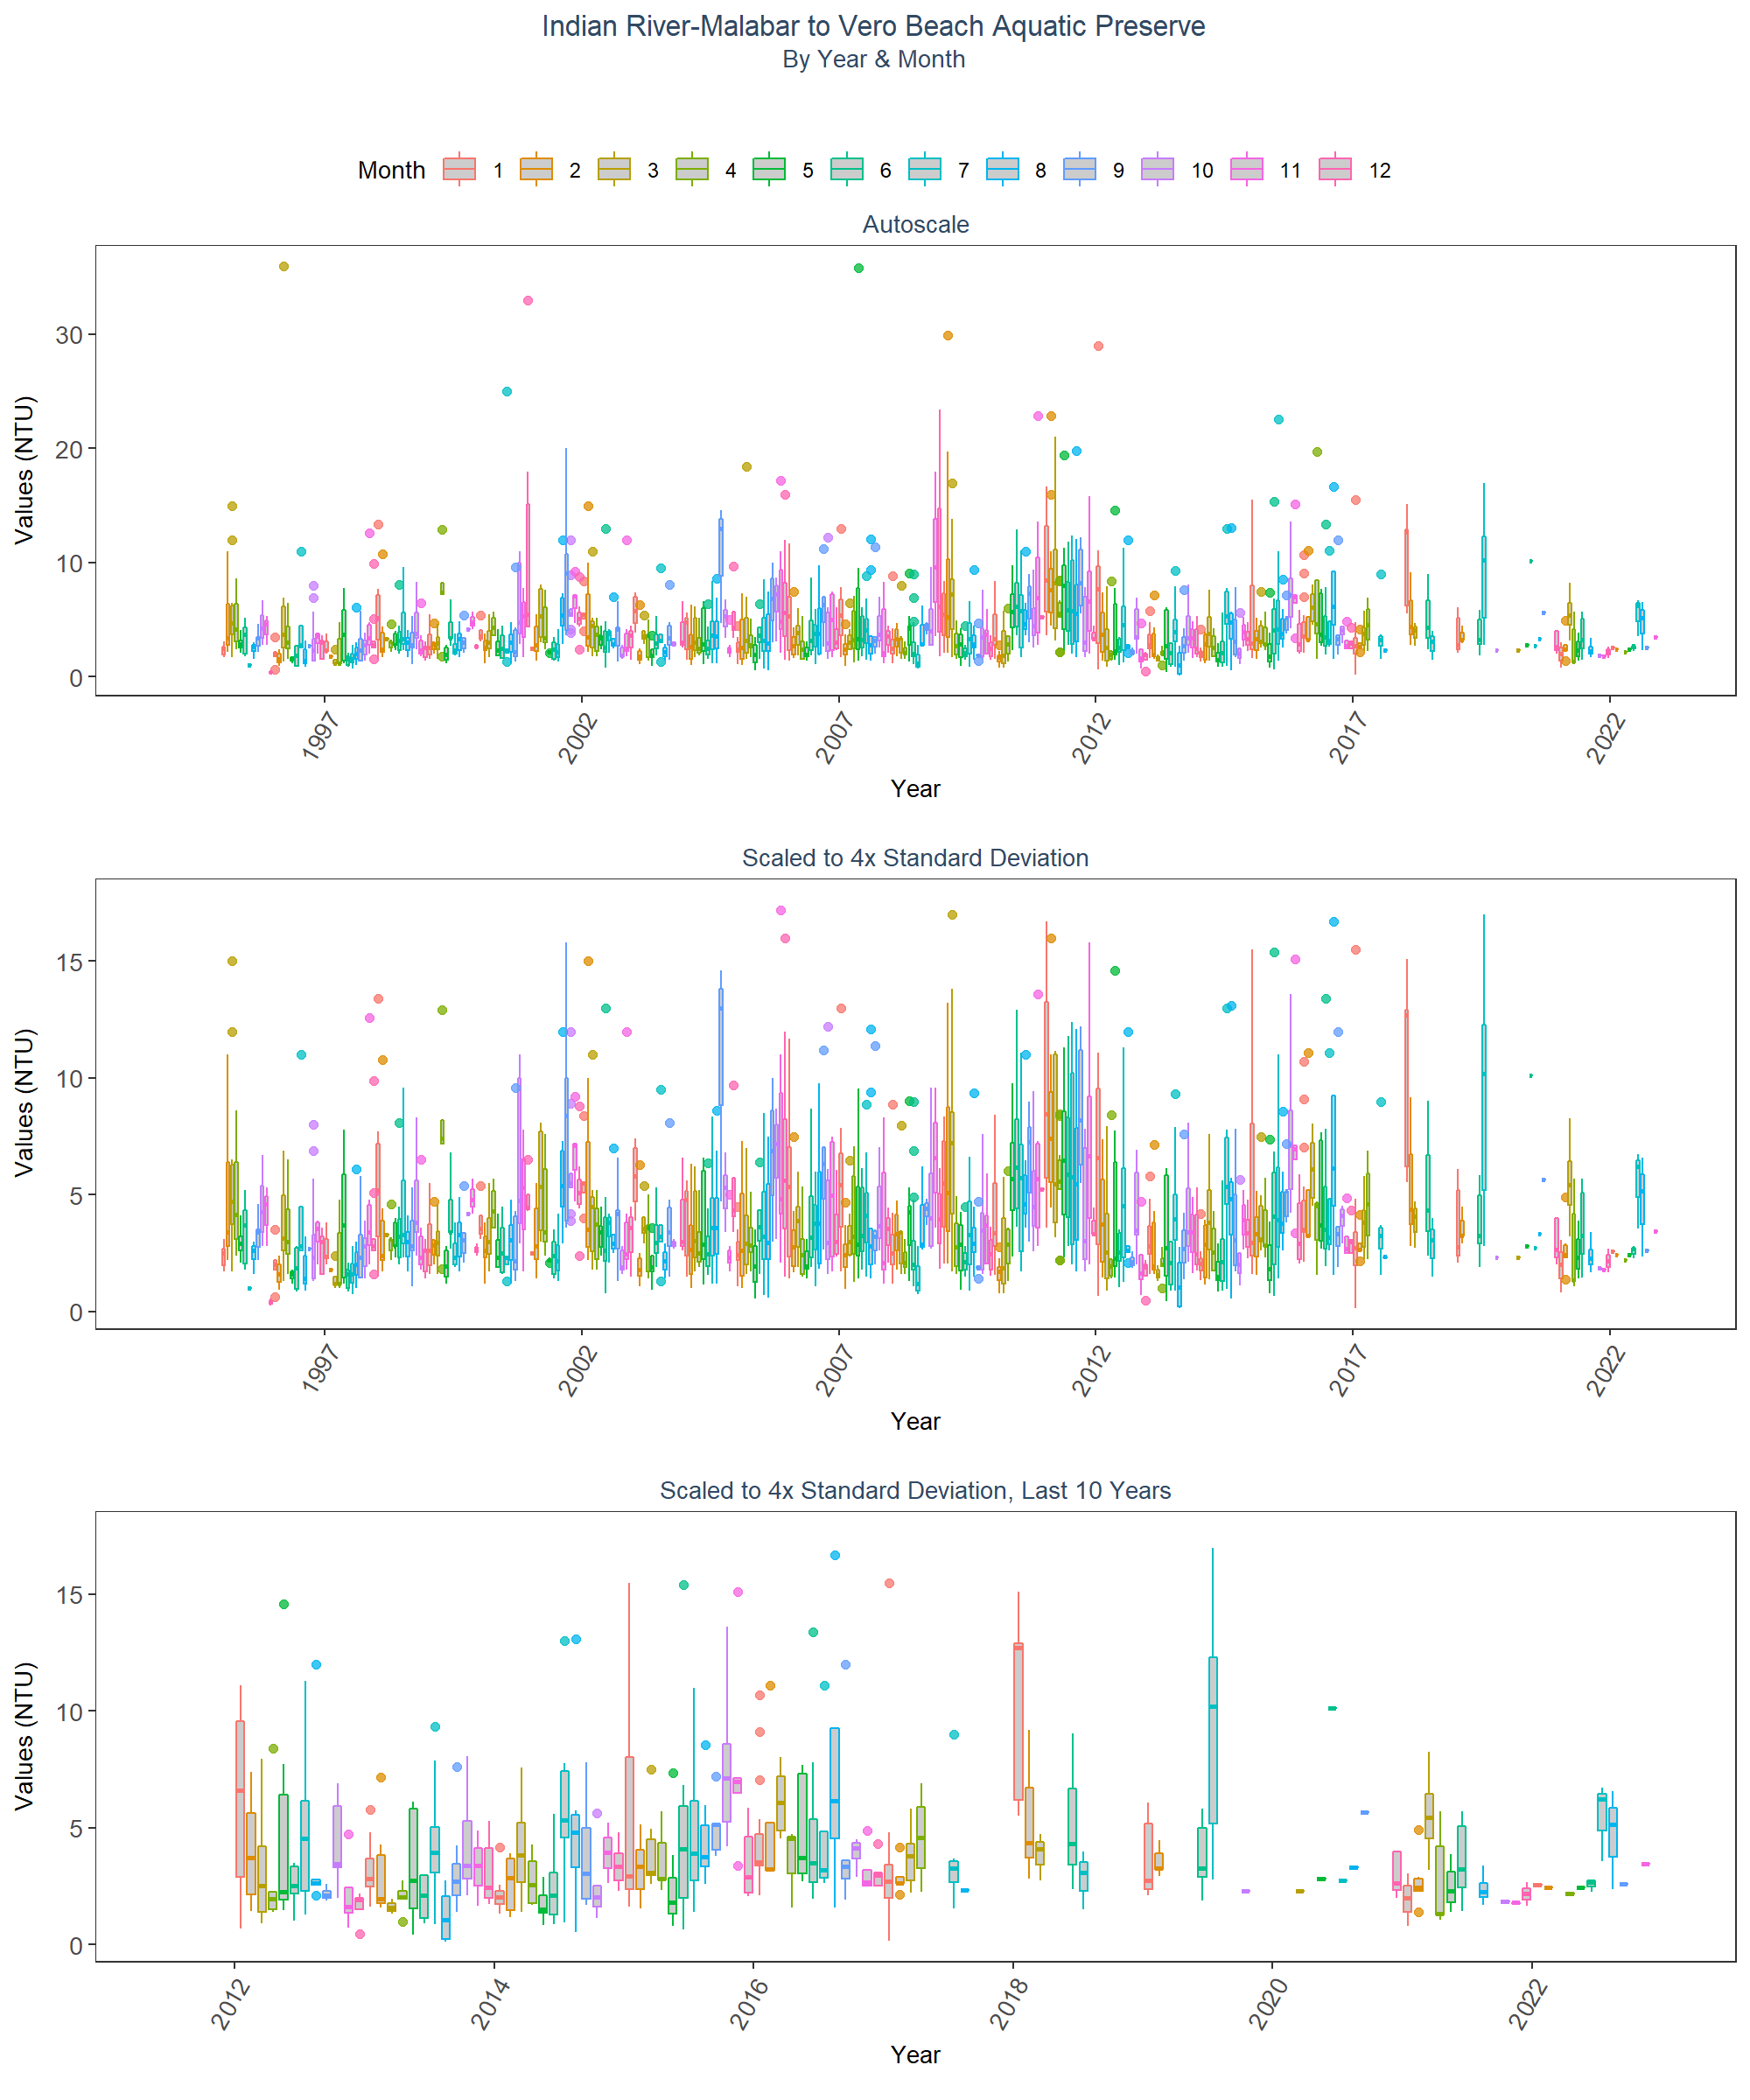 Indian River-Malabar to Vero Beach Aquatic Preserve
By Year & Month
Month 1 2 3 4 5 6 7 8 9 10 11 12
Autoscale
Values (NTU)
30
20
10
0
1997 2002 2007 2012 2017 2022
Year
Scaled to 4x Standard Deviation
Values (NTU)
15
10
5
0
1997 2002 2007 2012 2017 2022
Year
Scaled to 4x Standard Deviation, Last 10 Years
Values (NTU)
15
10
5
0
2012 2014 2016 2018 2020 2022
Year